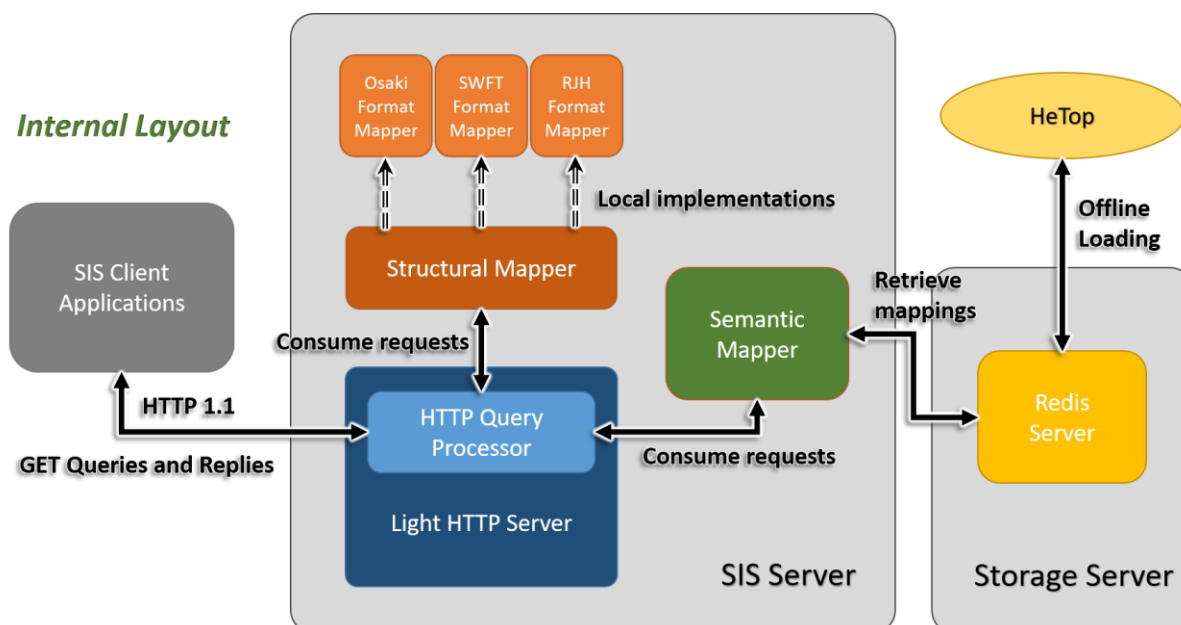 Internal Layout
SIS Client
Applications
HTTP 1.1
GET Queries and Replies
Osaki
Format
Mapper
SWFT
Format
Mapper
RJH
Format
Mapper
Local implementations
Structural Mapper
Consume requests
HTTP Query
Processor
Light HTTP Server
Semantic
Mapper
Consume requests
SIS Server
Retrieve
mappings
HeTop
Offline
Loading
Redis
Server
Storage Server